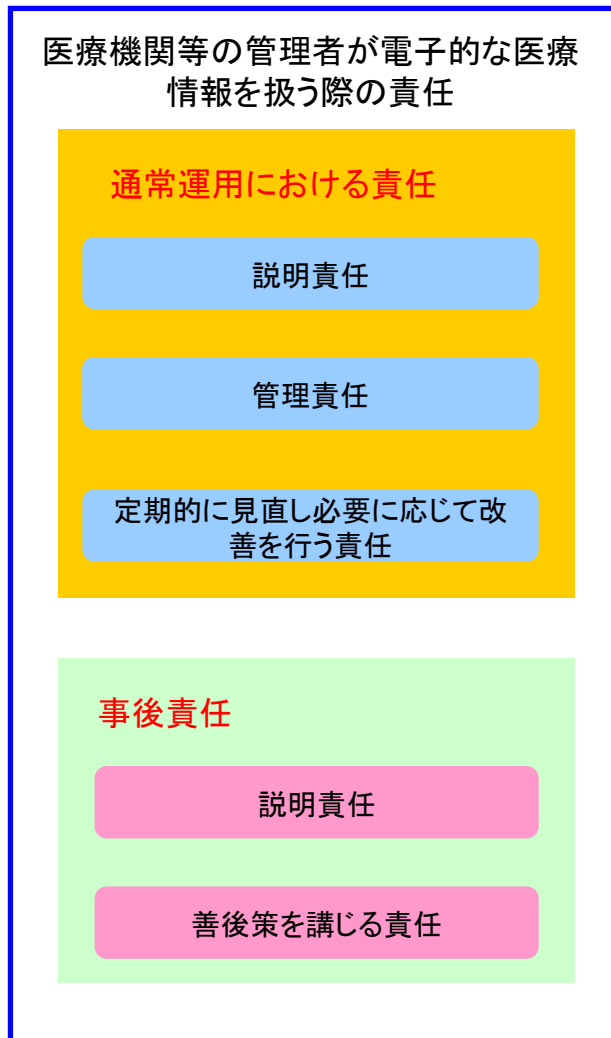 医療機関等の管理者が電子的な医療
情報を扱う際の責任
通常運用における責任
説明責任
管理責任
定期的に見直し必要に応じて改
善を行う責任
事後責任
説明責任
善後策を講じる責任